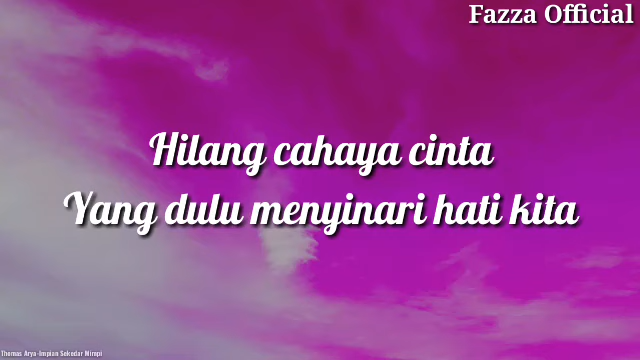 Fazza Official
Hilang cahaya cinta
Yang dulu menyinari hati kita
Thomas Arya-Impian Sekedar Mimpi